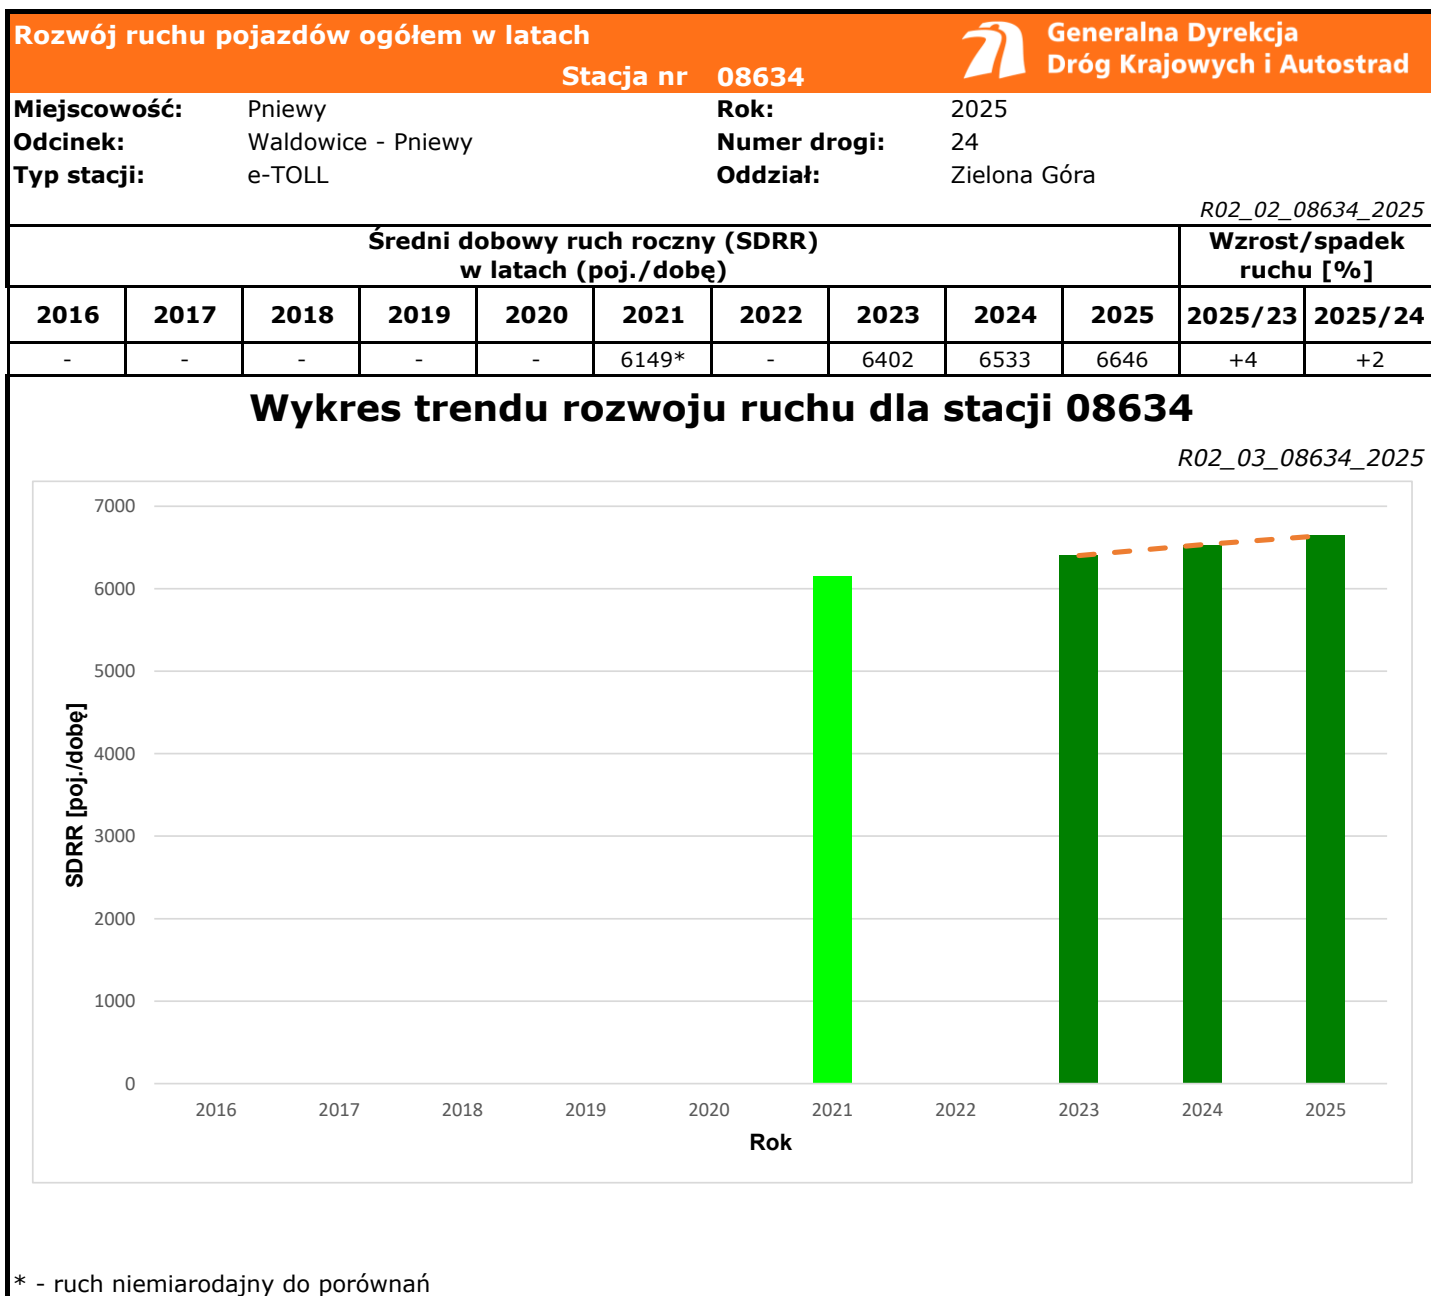 Rozwój ruchu pojazdów ogółem w latach
Generalna Dyrekcja
Dróg Krajowych i Autostrad
Stacja nr 08634
Miejscowość: Pniewy Rok: 2025
Odcinek: Waldowice - Pniewy Numer drogi: 24
Typ stacji: e-TOLL Oddział: Zielona Góra
R02_02_08634_2025
Średni dobowy ruch roczny (SDRR)
w latach (poj./dobę)
Wzrost/spadek
ruchu [%]
2016 2017 2018 2019 2020 2021 2022 2023 2024 2025 2025/23 2025/24
- - - - - 6149* - 6402 6533 6646 +4 +2
Wykres trendu rozwoju ruchu dla stacji 08634
R02_03_08634_2025
7000
6000
5000
4000
3000
2000
1000
0
SDRR [poj./dobę]
2016 2017 2018 2019 2020 2021 2022 2023 2024 2025
Rok
* - ruch niemiarodajny do porównań